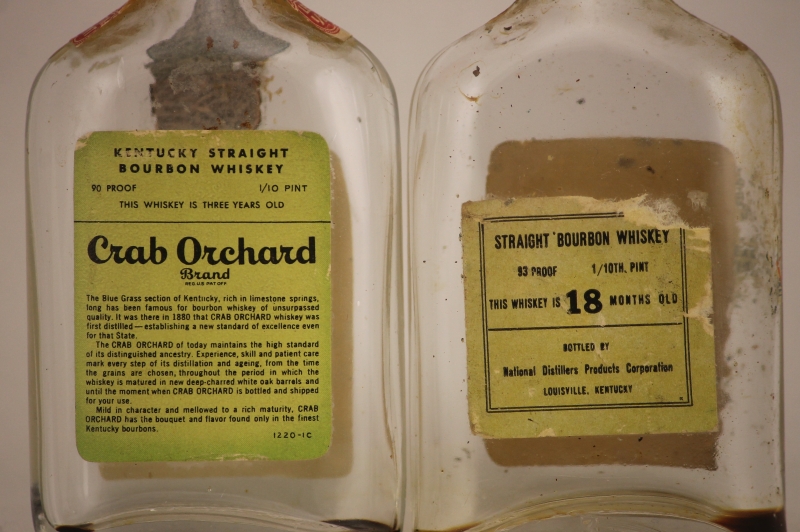 KENTUCKY STRAIGHT
BOURBON WHISKEY
90 PROOF 1/10 PINT
THIS WHISKEY IS THREE YEARS OLD
Crab Orchard
Brand
REG. U.S. PAT. OFF.
The Blue Grass section of Kentucky, rich in limestone springs,
long has been famous for bourbon whiskey of unsurpassed
quality. It was there in 1880 that CRAB ORCHARD whiskey was
first distilled—establishing a new standard of excellence even
for that State.
The CRAB ORCHARD of today maintains the high standard
of its distinguished ancestry. Experience, skill and patient care
mark every step of its distillation and ageing, from the time
the grains are chosen, throughout the period in which the
whiskey is matured in new deep-charred white oak barrels and
until the moment when CRAB ORCHARD is bottled and shipped
for your use.
Mild in character and mellowed to a rich maturity, CRAB
ORCHARD has the bouquet and flavor found only in the finest
Kentucky bourbons.
1220-1C
STRAIGHT BOURBON WHISKEY
93 PROOF 1/10TH. PINT
THIS WHISKEY IS 18 MONTHS OLD
BOTTLED BY
National Distillers Products Corporation
LOUISVILLE, KENTUCKY